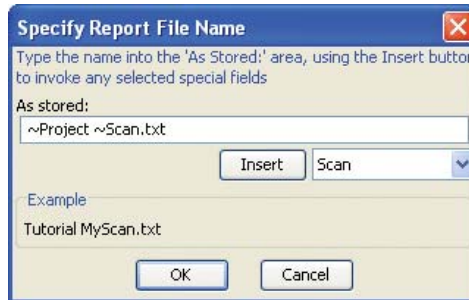 Specify Report File Name
Type the name into the 'As Stored:' area, using the Insert button
to invoke any selected special fields
As stored:
~Project ~Scan.txt
Insert Scan
Example
Tutorial MyScan.txt
OK Cancel